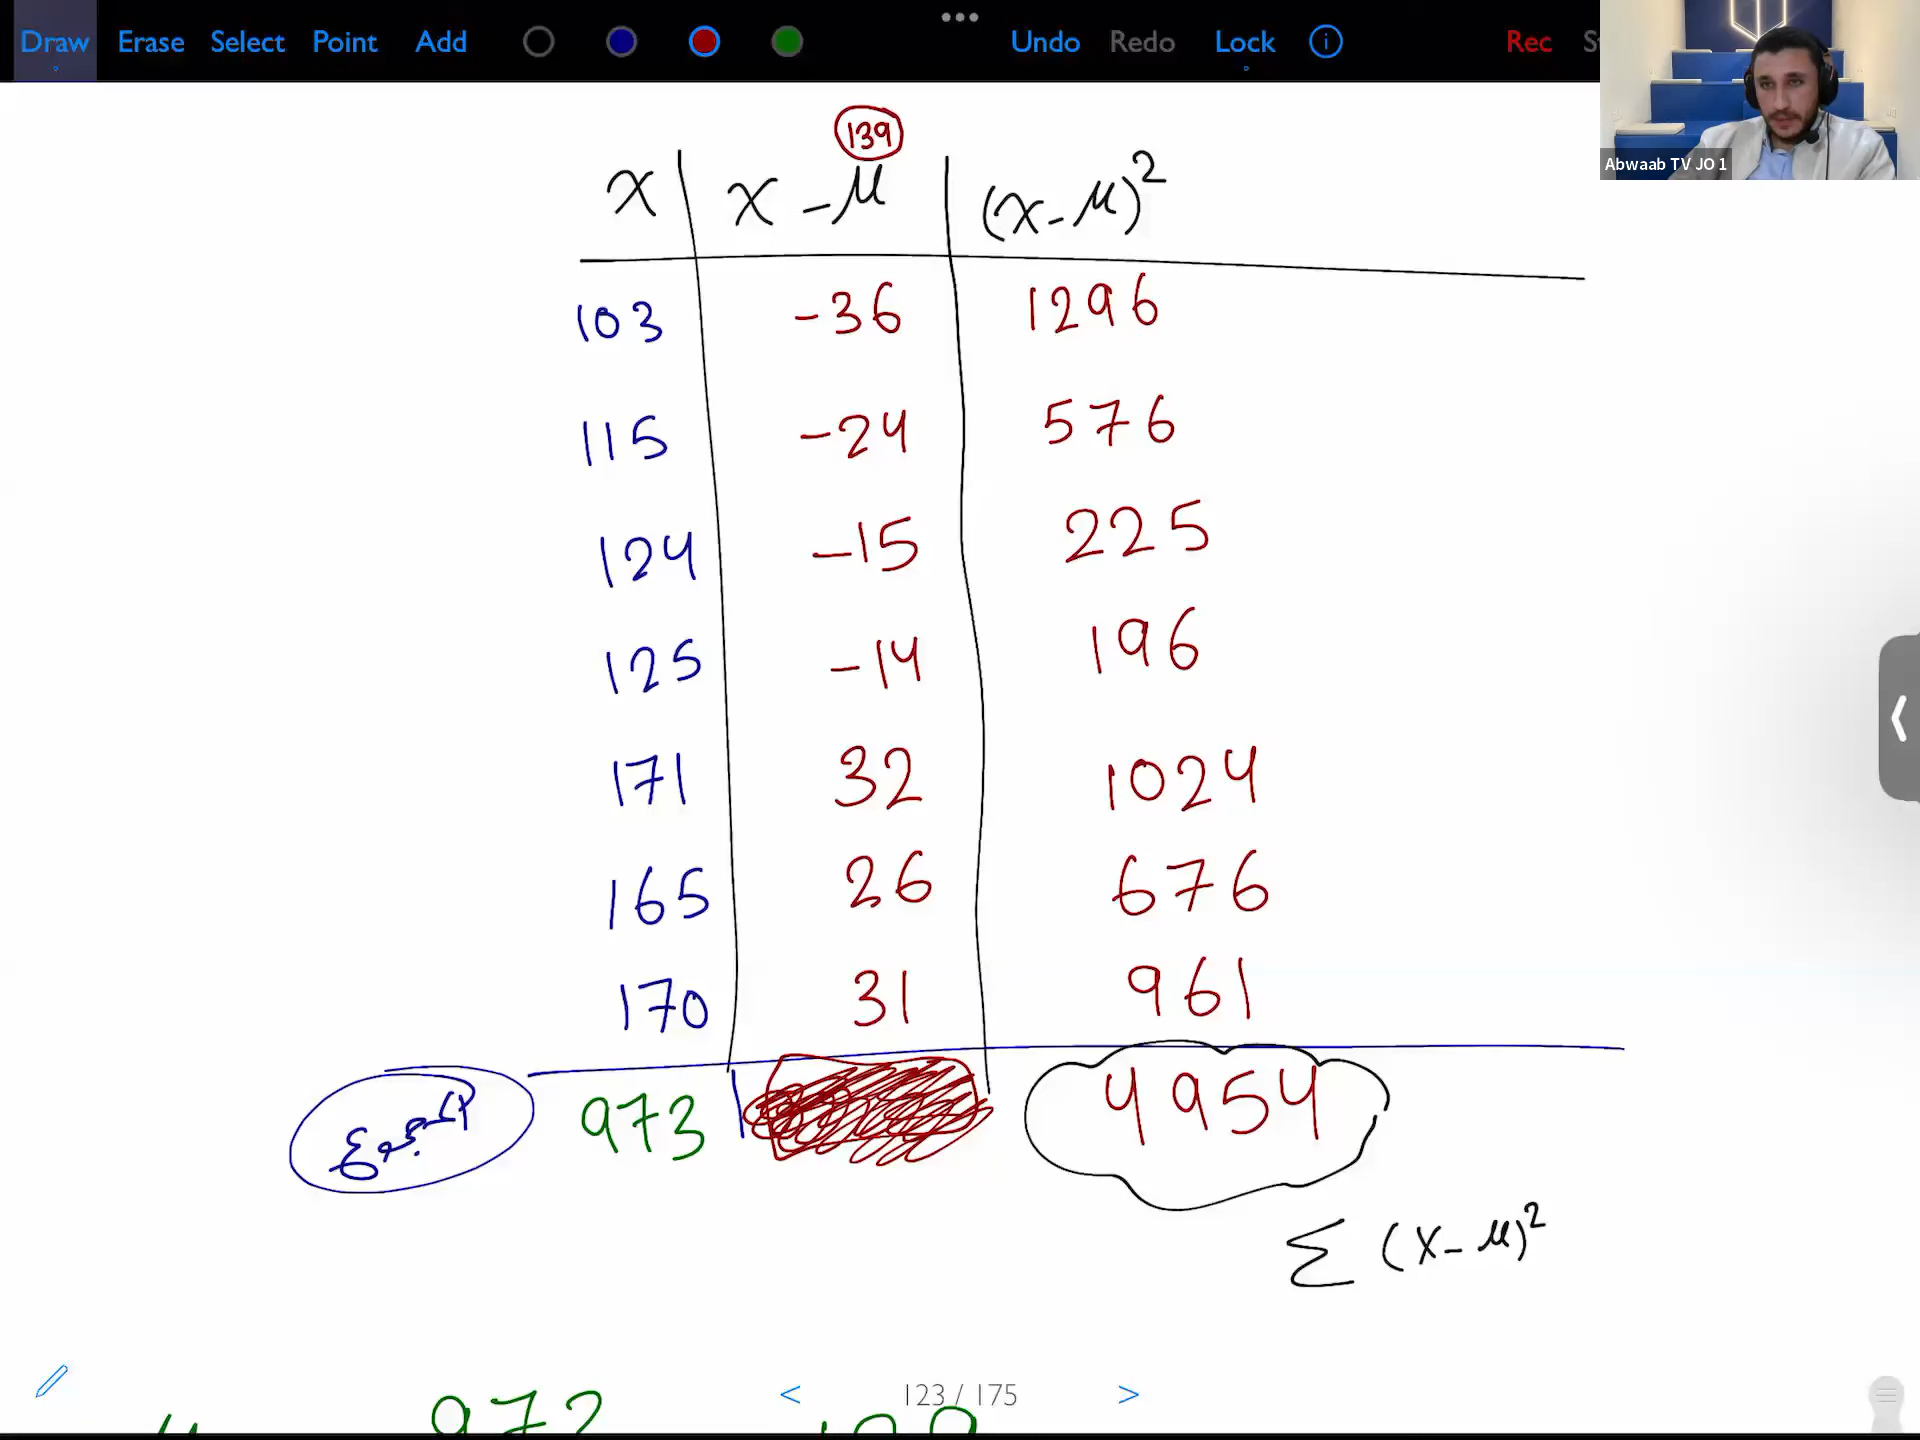 Draw Erase Select Point Add Undo Redo Lock Rec
Abwaab TV JO 1
139
x x - μ (x - μ)²
103 -36 1296
115 -24 576
124 -15 225
125 -14 196
171 32 1024
165 26 676
170 31 961
المجموع 973 4954
Σ (x - μ)²
< 123 / 175 >